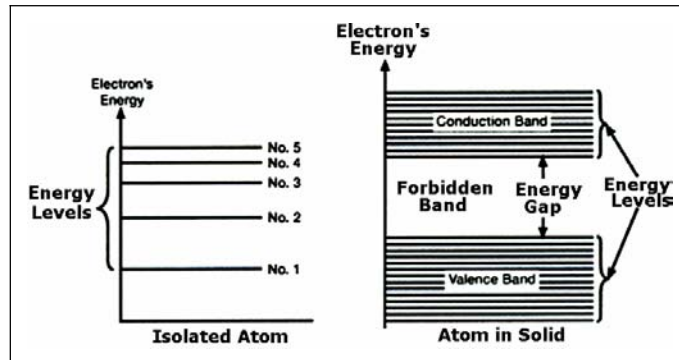 Electron's
Energy
Energy
Levels
No. 5
No. 4
No. 3
No. 2
No. 1
Isolated Atom
Electron's
Energy
Conduction Band
Forbidden
Band
Energy
Gap
Energy
Levels
Valence Band
Atom in Solid